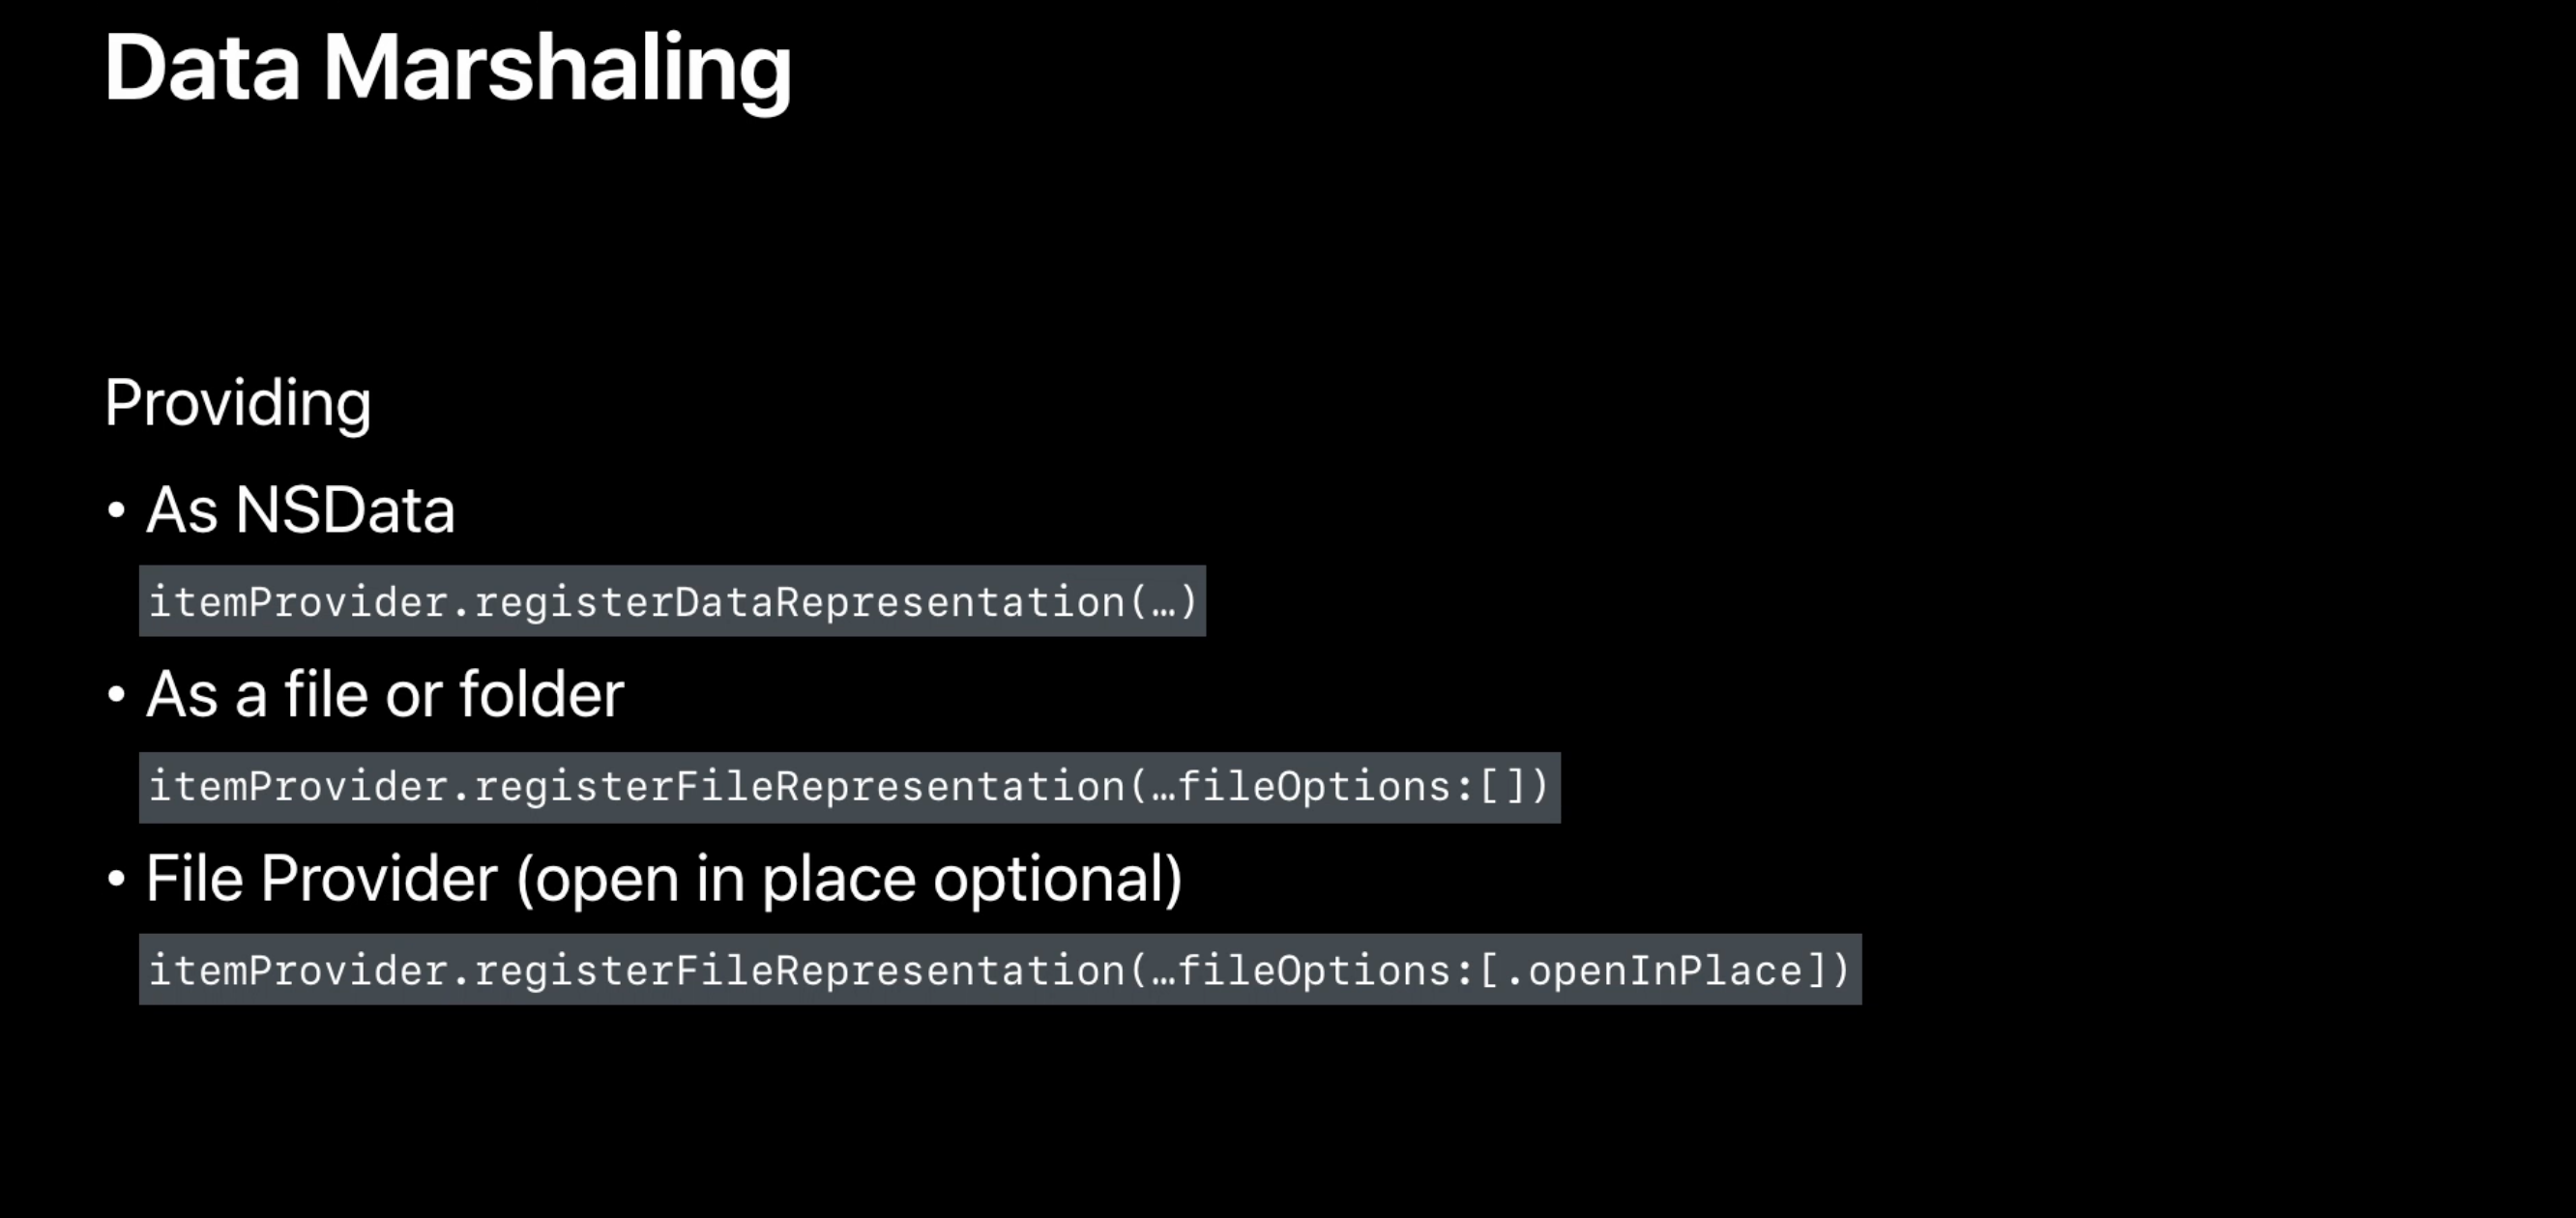 Data Marshaling
Providing
• As NSData
itemProvider.registerDataRepresentation(…)
• As a file or folder
itemProvider.registerFileRepresentation(…fileOptions:[])
• File Provider (open in place optional)
itemProvider.registerFileRepresentation(…fileOptions:[.openInPlace])